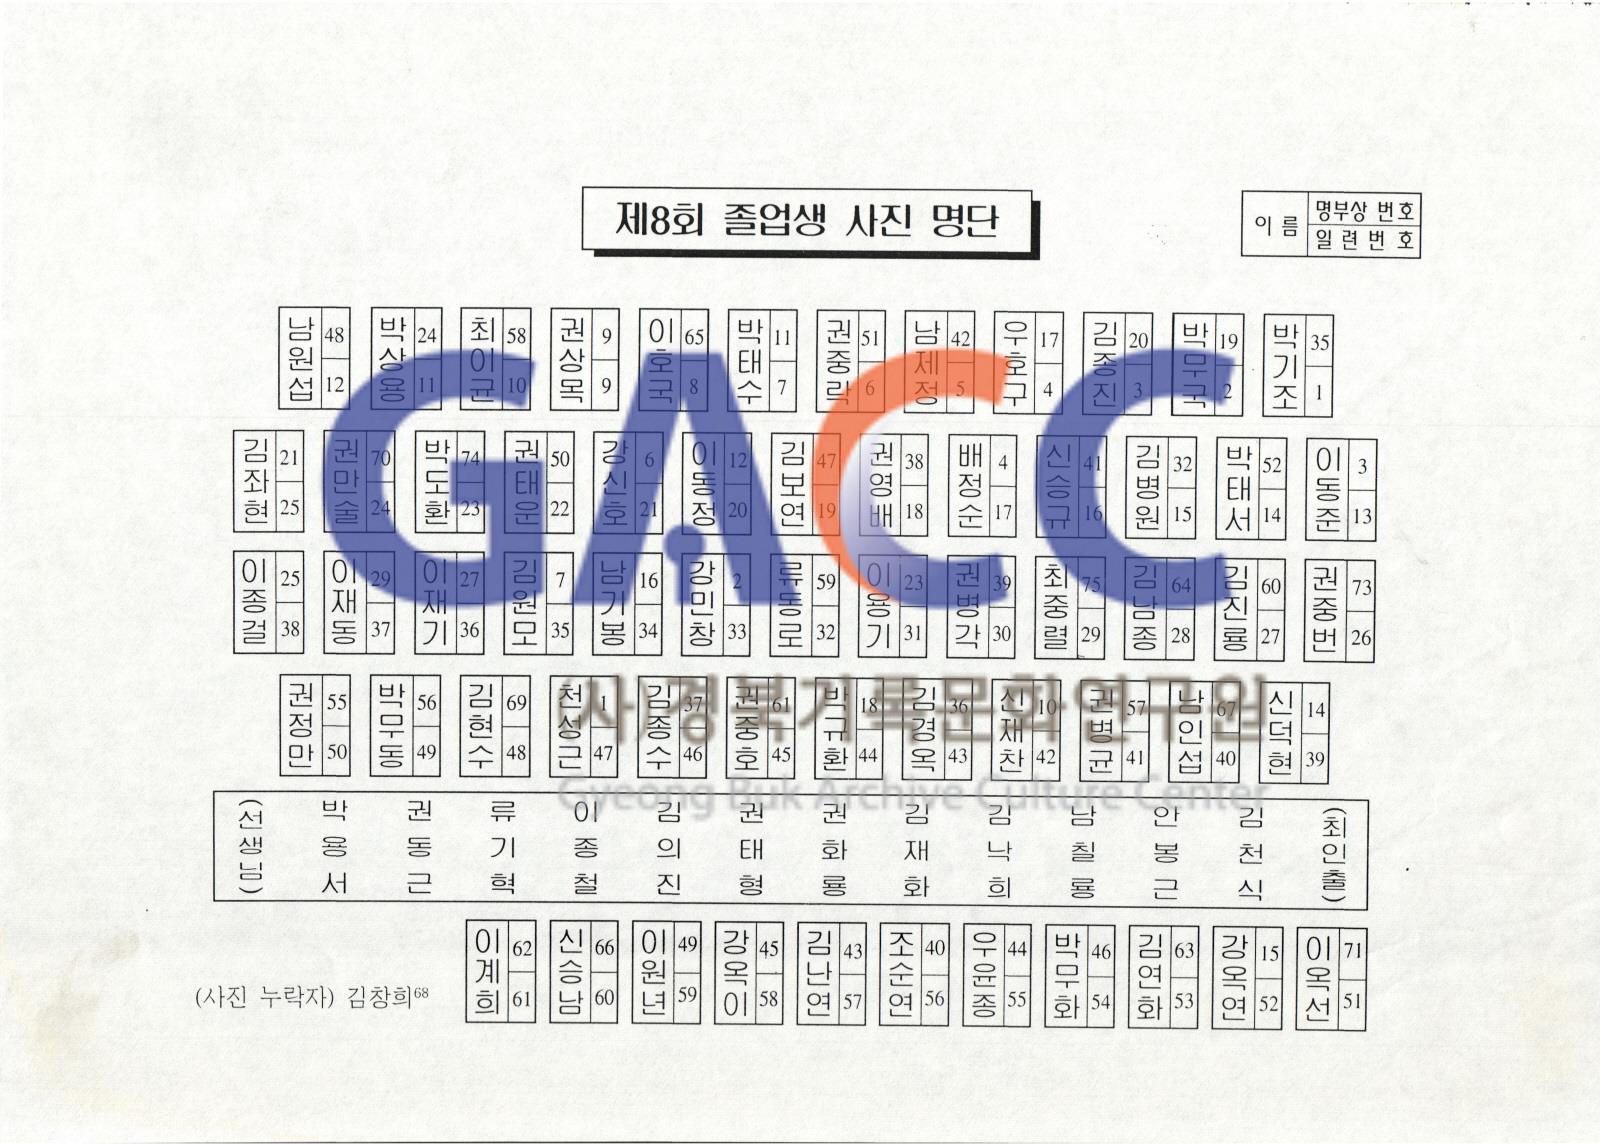 제8회 졸업생 사진 명단
이름 명부상 번호
일련번호
남원섭 48 12 박상용 24 11 최이균 58 10 권상목 9 9 이호국 65 8 박태수 11 7 권중락 51 6 남제정 42 5 우호구 17 4 김종진 20 3 박무국 19 2 박기조 35 1
김좌현 21 25 권만술 70 24 박도환 74 23 권태운 50 22 강신호 6 21 이동정 12 20 김보연 47 19 권영배 38 18 배정순 4 17 신승규 41 16 김병원 32 15 박태서 52 14 이동준 3 13
이종걸 25 38 이재동 29 37 이재기 27 36 김원모 7 35 남기봉 16 34 강민창 2 33 류동로 59 32 이용기 23 31 권병각 39 30 최중렬 75 29 김남종 64 28 김진룡 60 27 권중번 73 26
권정만 55 50 박무동 56 49 김현수 69 48 천성근 1 47 김종수 37 46 권중호 61 45 박규환 18 44 김경옥 36 43 신재찬 10 42 권병균 57 41 남인섭 67 40 신덕현 14 39
(선생님) 박용서 권동근 류기혁 이종철 김의진 권태형 권화룡 김재화 김낙희 남칠룡 안봉근 김천식 (최인출)
이계희 62 61 신승남 66 60 이원년 49 59 강옥이 45 58 김난연 43 57 조순연 40 56 우윤종 44 55 박무화 46 54 김연화 63 53 강옥연 15 52 이옥선 71 51
(사진 누락자) 김창희68
GACC
(사)경북기록문화연구원
Gyeong Buk Archive Culture Center